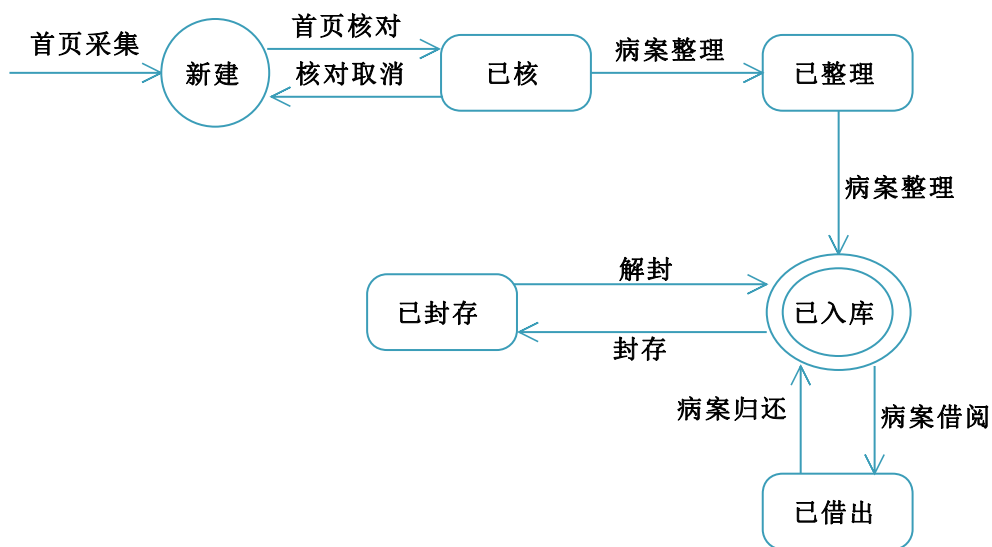 首页采集
新建
首页核对
核对取消
已核
病案整理
已整理
病案整理
已封存
解封
封存
已入库
病案归还
病案借阅
已借出